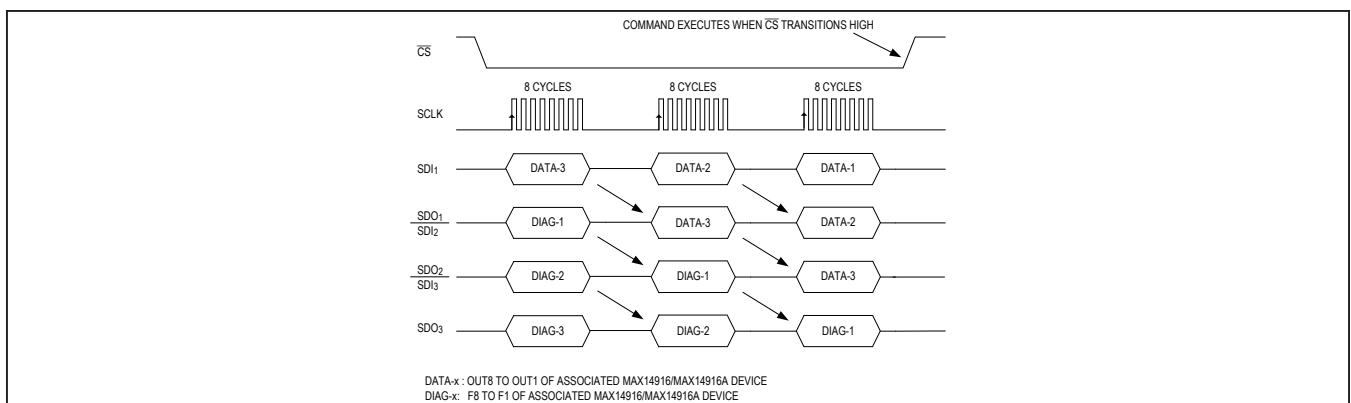 COMMAND EXECUTES WHEN C̅S̅ TRANSITIONS HIGH
C̅S̅
8 CYCLES 8 CYCLES 8 CYCLES
SCLK
SDI1 DATA-3 DATA-2 DATA-1
SDO1 DIAG-1 DATA-3 DATA-2
SDI2
SDO2 DIAG-2 DIAG-1 DATA-3
SDI3
SDO3 DIAG-3 DIAG-2 DIAG-1
DATA-x : OUT8 TO OUT1 OF ASSOCIATED MAX14916/MAX14916A DEVICE
DIAG-x: F8 TO F1 OF ASSOCIATED MAX14916/MAX14916A DEVICE